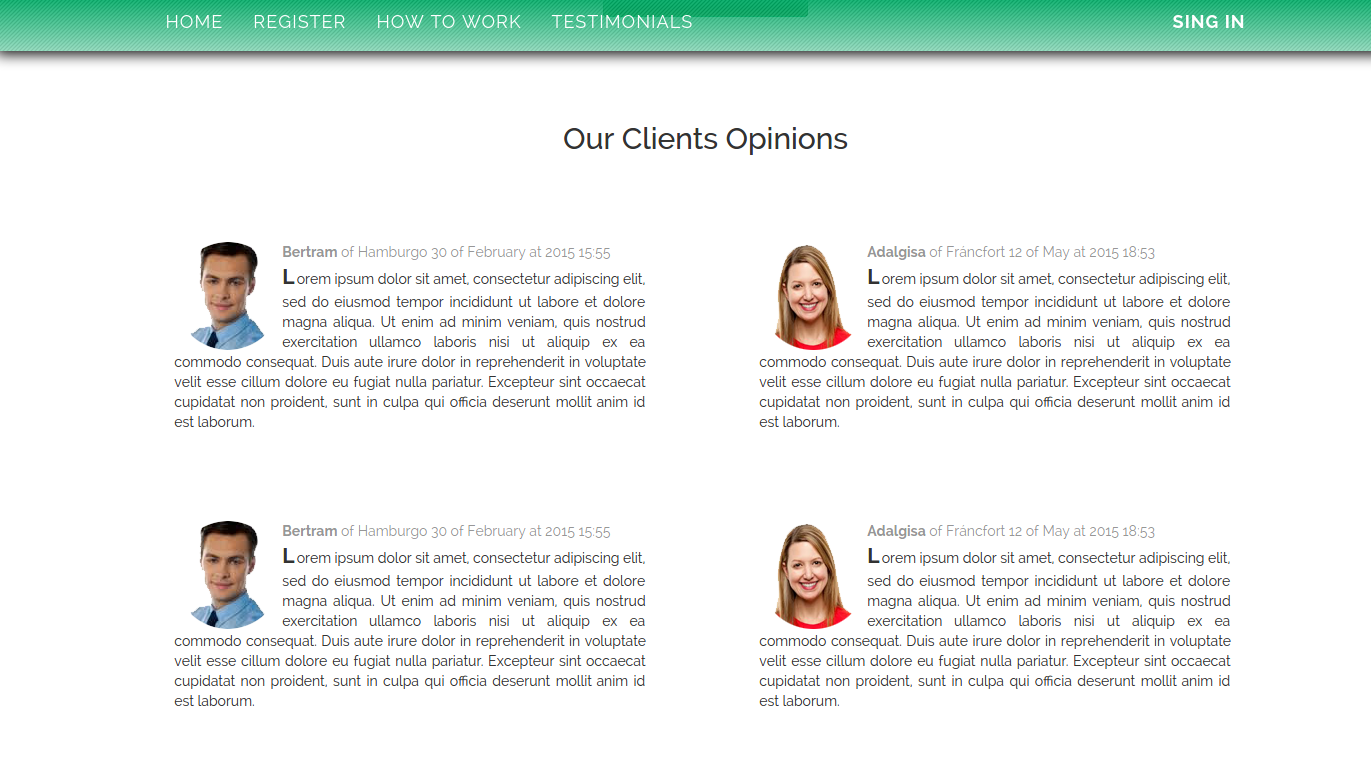 HOME REGISTER HOW TO WORK TESTIMONIALS SING IN
Our Clients Opinions
Bertram of Hamburgo 30 of February at 2015 15:55
Lorem ipsum dolor sit amet, consectetur adipiscing elit,
sed do eiusmod tempor incididunt ut labore et dolore
magna aliqua. Ut enim ad minim veniam, quis nostrud
exercitation ullamco laboris nisi ut aliquip ex ea
commodo consequat. Duis aute irure dolor in reprehenderit in voluptate
velit esse cillum dolore eu fugiat nulla pariatur. Excepteur sint occaecat
cupidatat non proident, sunt in culpa qui officia deserunt mollit anim id
est laborum.
Adalgisa of Fráncfort 12 of May at 2015 18:53
Lorem ipsum dolor sit amet, consectetur adipiscing elit,
sed do eiusmod tempor incididunt ut labore et dolore
magna aliqua. Ut enim ad minim veniam, quis nostrud
exercitation ullamco laboris nisi ut aliquip ex ea
commodo consequat. Duis aute irure dolor in reprehenderit in voluptate
velit esse cillum dolore eu fugiat nulla pariatur. Excepteur sint occaecat
cupidatat non proident, sunt in culpa qui officia deserunt mollit anim id
est laborum.
Bertram of Hamburgo 30 of February at 2015 15:55
Lorem ipsum dolor sit amet, consectetur adipiscing elit,
sed do eiusmod tempor incididunt ut labore et dolore
magna aliqua. Ut enim ad minim veniam, quis nostrud
exercitation ullamco laboris nisi ut aliquip ex ea
commodo consequat. Duis aute irure dolor in reprehenderit in voluptate
velit esse cillum dolore eu fugiat nulla pariatur. Excepteur sint occaecat
cupidatat non proident, sunt in culpa qui officia deserunt mollit anim id
est laborum.
Adalgisa of Fráncfort 12 of May at 2015 18:53
Lorem ipsum dolor sit amet, consectetur adipiscing elit,
sed do eiusmod tempor incididunt ut labore et dolore
magna aliqua. Ut enim ad minim veniam, quis nostrud
exercitation ullamco laboris nisi ut aliquip ex ea
commodo consequat. Duis aute irure dolor in reprehenderit in voluptate
velit esse cillum dolore eu fugiat nulla pariatur. Excepteur sint occaecat
cupidatat non proident, sunt in culpa qui officia deserunt mollit anim id
est laborum.